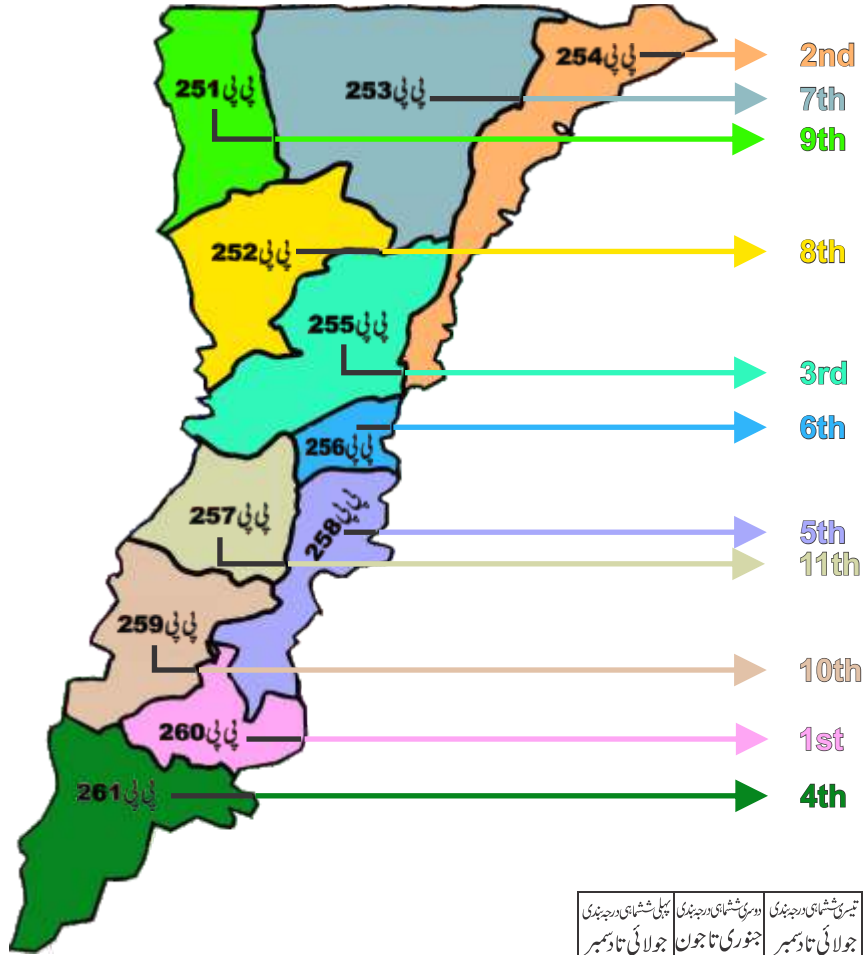 پی پی 254 2nd
پی پی 253 7th
پی پی 251 9th
پی پی 252 8th
پی پی 255 3rd
پی پی 256 6th
پی پی 258 5th
پی پی 257 11th
پی پی 259 10th
پی پی 260 1st
پی پی 261 4th
تیسری ششماہی درجہ بندی دوسری ششماہی درجہ بندی پہلی ششماہی درجہ بندی
جولائی تا دسمبر جنوری تا جون جولائی تا دسمبر